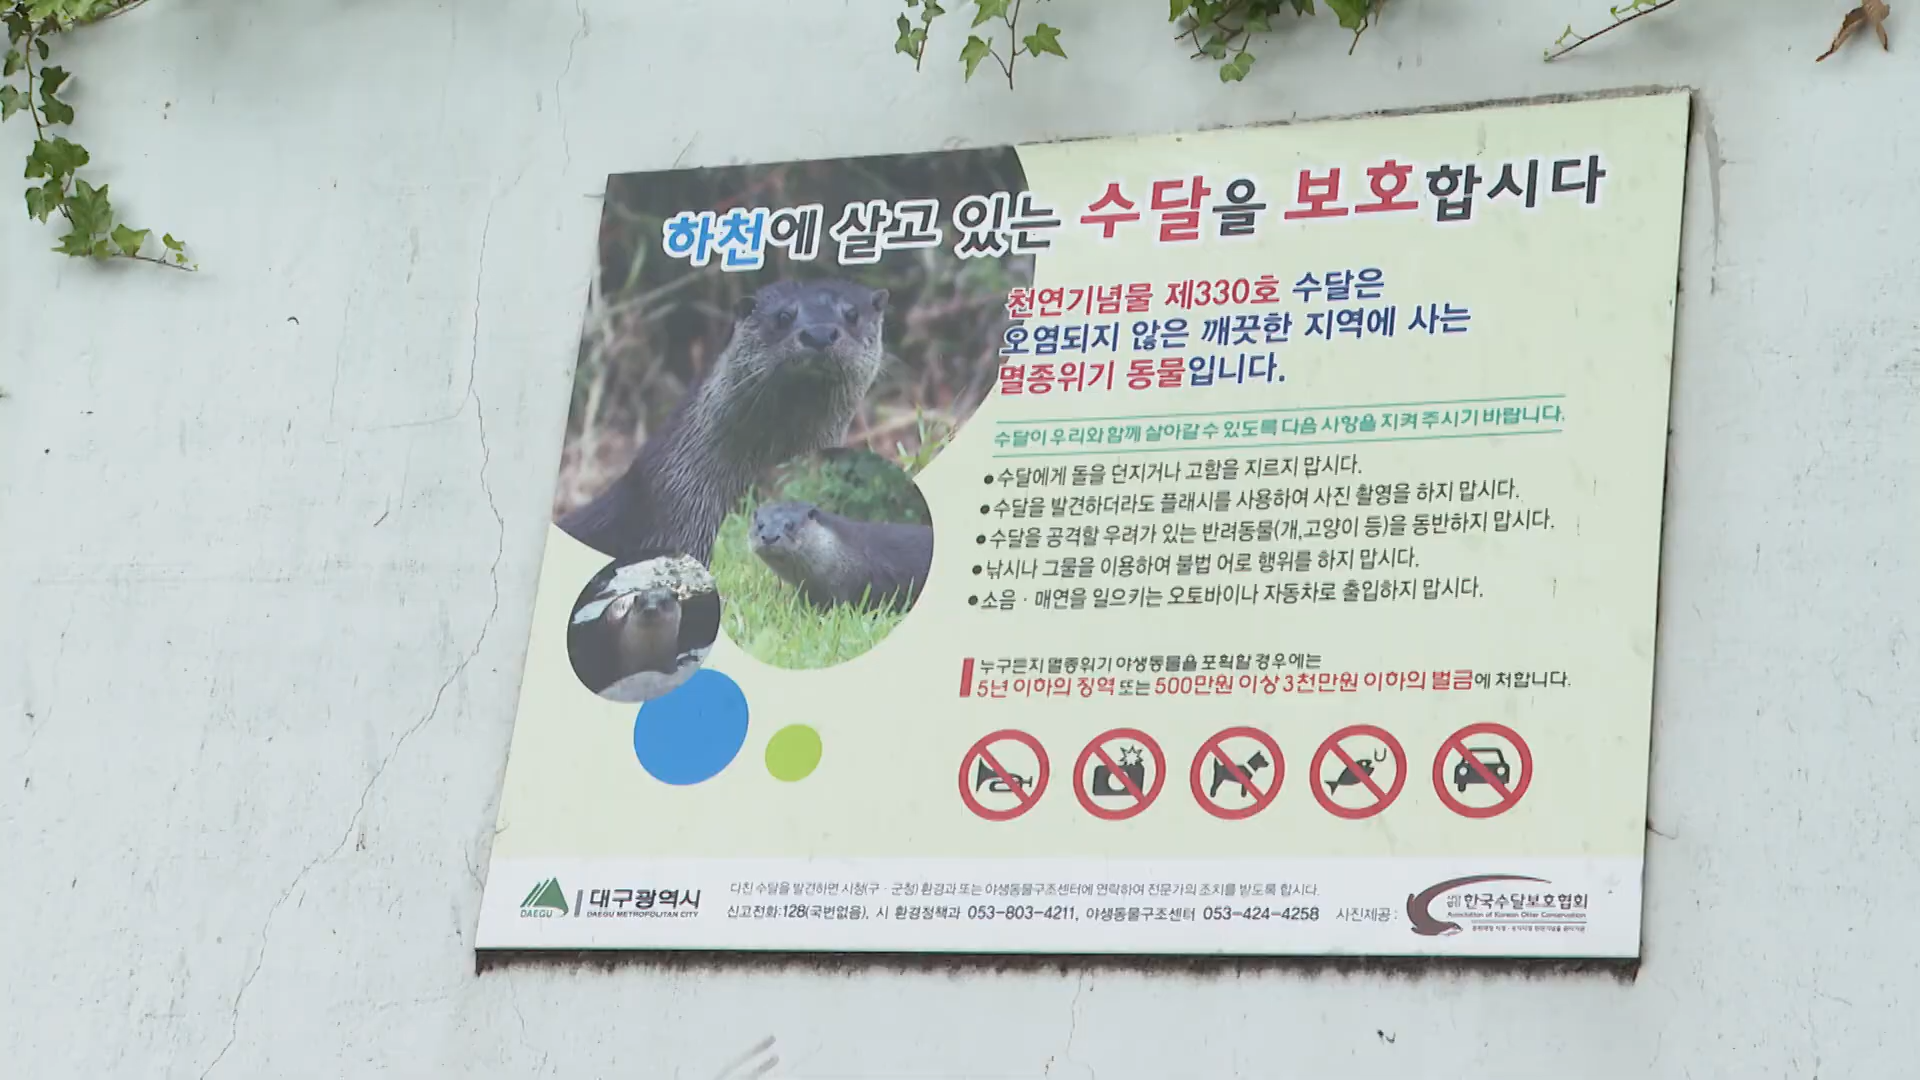 하천에 살고 있는 수달을 보호합시다
천연기념물 제330호 수달은
오염되지 않은 깨끗한 지역에 사는
멸종위기 동물입니다.
수달이 우리와 함께 살아갈 수 있도록 다음 사항을 지켜 주시기 바랍니다.
●수달에게 돌을 던지거나 고함을 지르지 맙시다.
●수달을 발견하더라도 플래시를 사용하여 사진 촬영을 하지 맙시다.
●수달을 공격할 우려가 있는 반려동물(개,고양이 등)을 동반하지 맙시다.
●낚시나 그물을 이용하여 불법 어로 행위를 하지 맙시다.
●소음·매연을 일으키는 오토바이나 자동차로 출입하지 맙시다.
누구든지 멸종위기 야생동물을 포획할 경우에는
5년 이하의 징역 또는 500만원 이상 3천만원 이하의 벌금에 처합니다.
DAEGU
대구광역시
DAEGU METROPOLITAN CITY
다친 수달을 발견하면 시청(구·군청) 환경과 또는 야생동물구조센터에 연락하여 전문가의 조치를 받도록 합시다.
신고전화:128(국번없음), 시 환경정책과 053-803-4211, 야생동물구조센터 053-424-4258
사진제공 :
한국수달보호협회
Association of Korean Otter Conservation